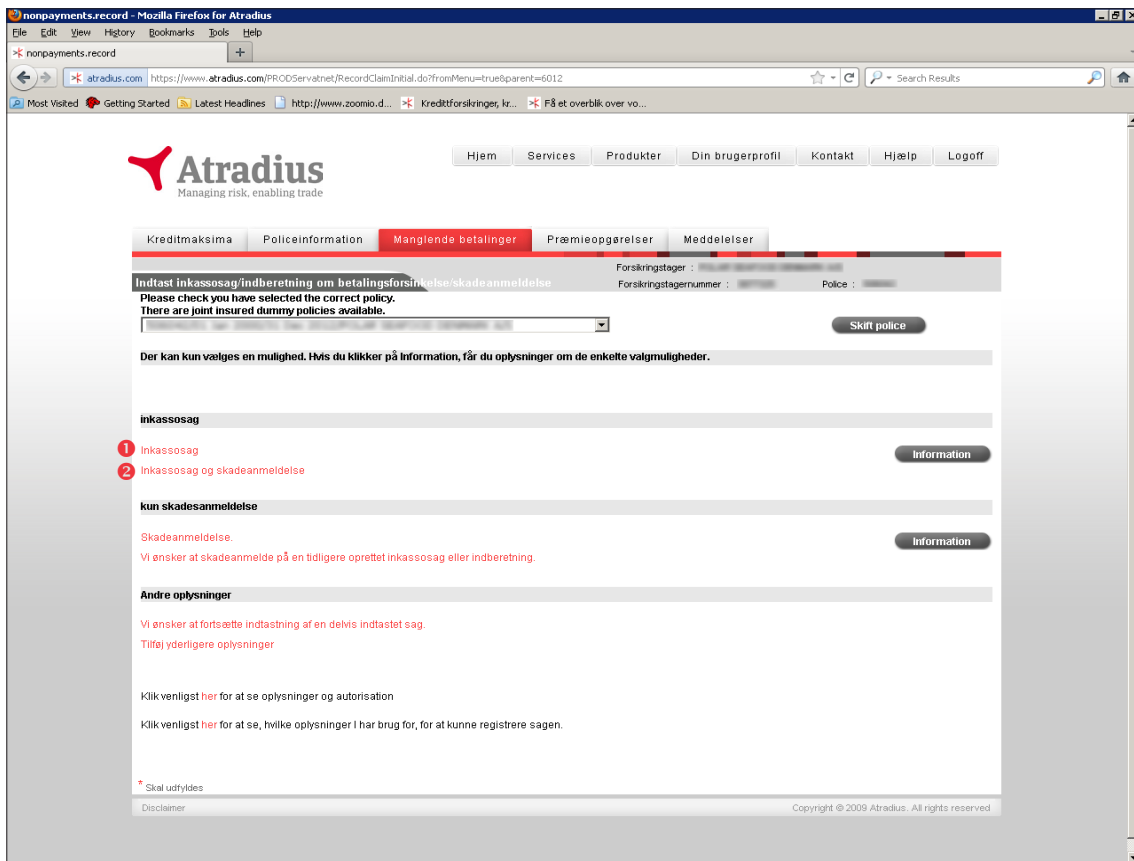 nonpayments.record - Mozilla Firefox for Atradius
File Edit View History Bookmarks Tools Help
nonpayments.record +
atradius.com https://www.atradius.com/PRODServatnet/RecordClaimInitial.do?fromMenu=true&parent=6012 Search Results
Most Visited Getting Started Latest Headlines http://www.zoomio.d... Kredittforsikringer, kr... Få et overblik over vo...
Atradius
Managing risk, enabling trade
Hjem Services Produkter Din brugerprofil Kontakt Hjælp Logoff
Kreditmaksima Policeinformation Manglende betalinger Præmieopgørelser Meddelelser
Forsikringstager :
Indtast inkassosag/indberetning om betalingsforsinkelse/skadeanmeldelse Forsikringstagernummer : Police :
Please check you have selected the correct policy.
There are joint insured dummy policies available.
Skift police
Der kan kun vælges en mulighed. Hvis du klikker på Information, får du oplysninger om de enkelte valgmuligheder.
inkassosag
1 Inkassosag Information
2 Inkassosag og skadeanmeldelse
kun skadesanmeldelse
Skadeanmeldelse. Information
Vi ønsker at skadeanmelde på en tidligere oprettet inkassosag eller indberetning.
Andre oplysninger
Vi ønsker at fortsætte indtastning af en delvis indtastet sag.
Tilføj yderligere oplysninger
Klik venligst her for at se oplysninger og autorisation
Klik venligst her for at se, hvilke oplysninger I har brug for, for at kunne registrere sagen.
* Skal udfyldes
Disclaimer Copyright © 2009 Atradius. All rights reserved